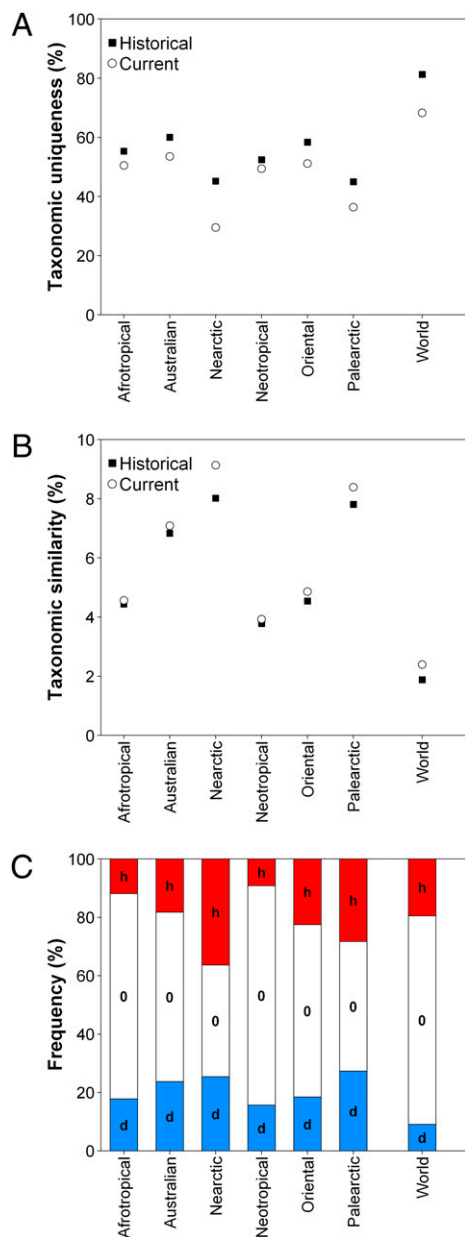 A
Taxonomic uniqueness (%)
100
80
60
40
20
0
Historical
Current
Afrotropical
Australian
Nearctic
Neotropical
Oriental
Palearctic
World
B
Taxonomic similarity (%)
10
8
6
4
2
0
Historical
Current
Afrotropical
Australian
Nearctic
Neotropical
Oriental
Palearctic
World
C
Frequency (%)
100
80
60
40
20
0
h h h h h h h
0 0 0 0 0 0 0
d d d d d d d
Afrotropical
Australian
Nearctic
Neotropical
Oriental
Palearctic
World